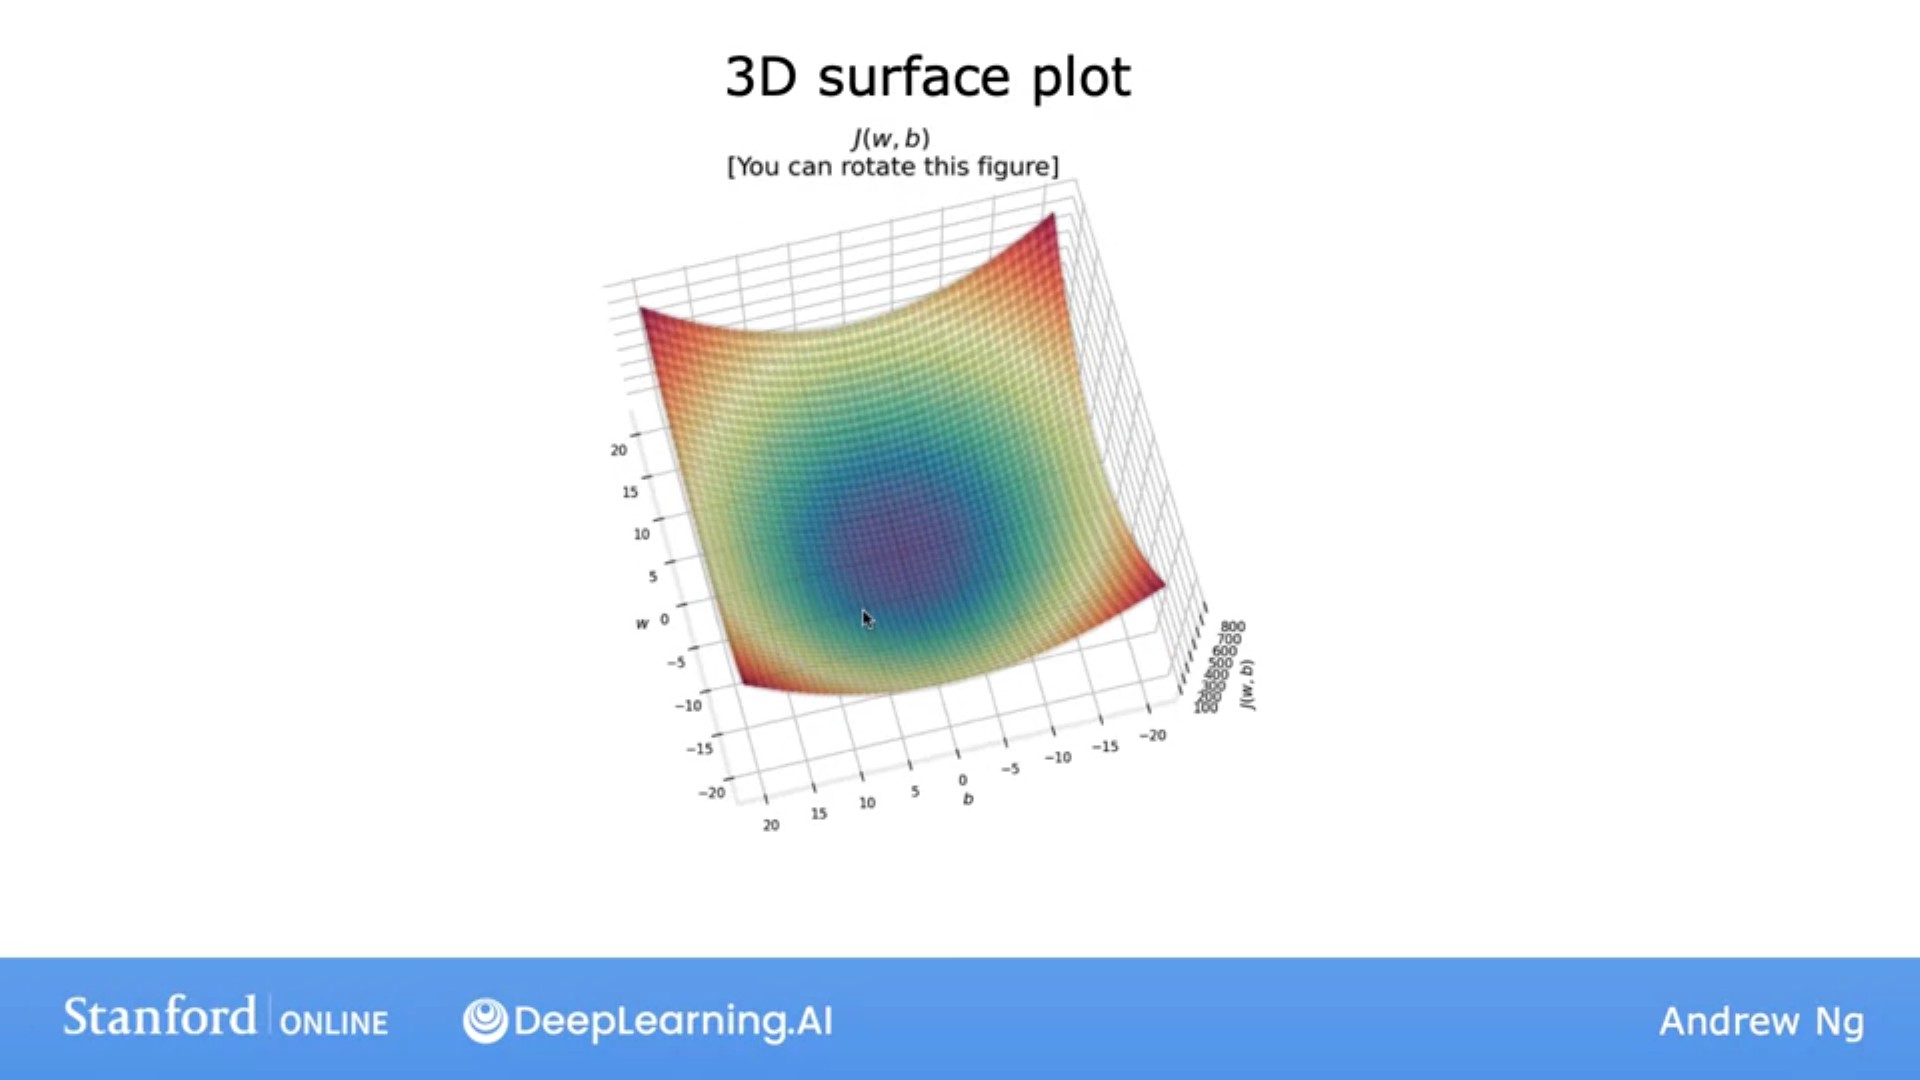 3D surface plot
J(w, b)
[You can rotate this figure]
20
15
10
5
w 0
−5
−10
−15
−20
20
15
10
5
0
−5
−10
−15
−20
b
800
700
600
500
400
300
200
100
J(w, b)
Stanford | ONLINE
DeepLearning.AI
Andrew Ng